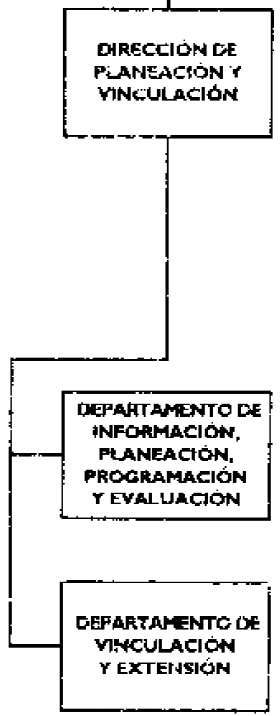 DIRECCIÓN DE
PLANEACIÓN Y
VINCULACIÓN
DEPARTAMENTO DE
INFORMACIÓN,
PLANEACIÓN,
PROGRAMACIÓN
Y EVALUACIÓN
DEPARTAMENTO DE
VINCULACIÓN
Y EXTENSIÓN